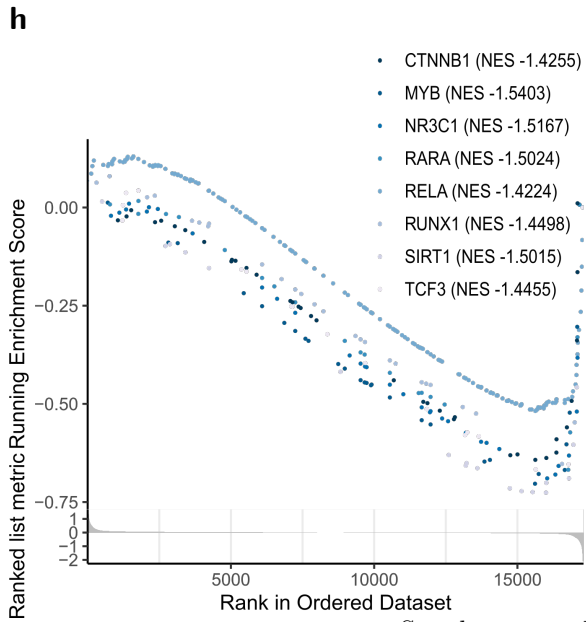 h
CTNNB1 (NES -1.4255)
MYB (NES -1.5403)
NR3C1 (NES -1.5167)
RARA (NES -1.5024)
RELA (NES -1.4224)
RUNX1 (NES -1.4498)
SIRT1 (NES -1.5015)
TCF3 (NES -1.4455)
Ranked list metric Running Enrichment Score
0.00
−0.25
−0.50
−0.75
1
0
−1
−2
5000
10000
15000
Rank in Ordered Dataset